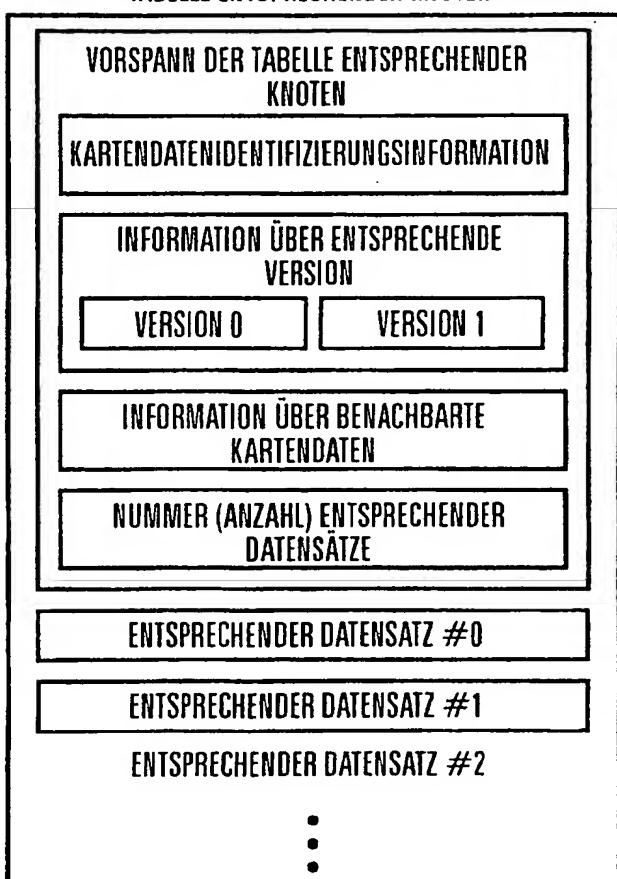 VORSPANN DER TABELLE ENTSPRECHENDER
KNOTEN
KARTENDATENIDENTIFIZIERUNGSINFORMATION
INFORMATION ÜBER ENTSPRECHENDE
VERSION
VERSION 0 VERSION 1
INFORMATION ÜBER BENACHBARTE
KARTENDATEN
NUMMER (ANZAHL) ENTSPRECHENDER
DATENSÄTZE
ENTSPRECHENDER DATENSATZ #0
ENTSPRECHENDER DATENSATZ #1
ENTSPRECHENDER DATENSATZ #2